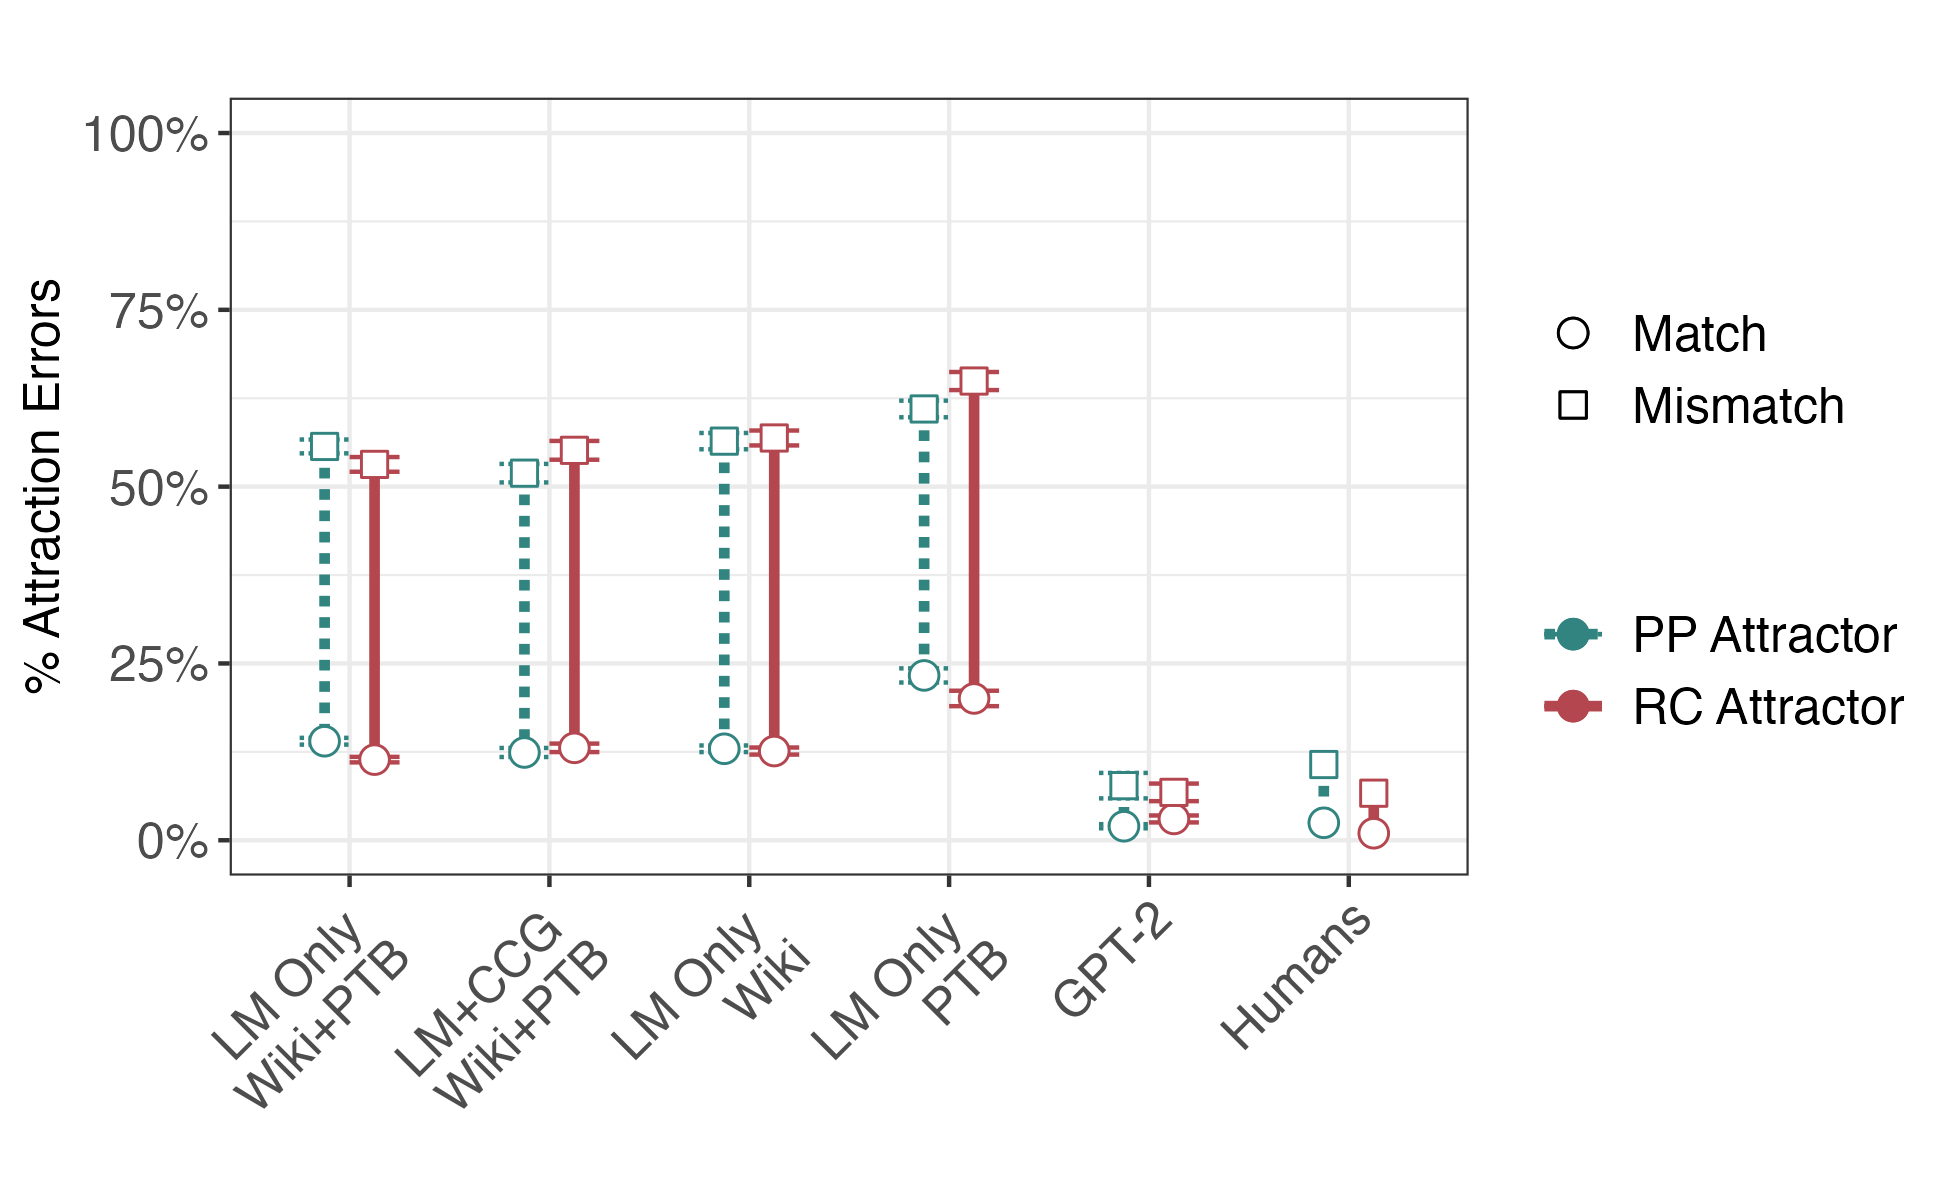 % Attraction Errors
100%
75%
50%
25%
0%
LM Only
Wiki+PTB
LM+CCG
Wiki+PTB
LM Only
Wiki
LM Only
PTB
GPT-2
Humans
Match
Mismatch
PP Attractor
RC Attractor